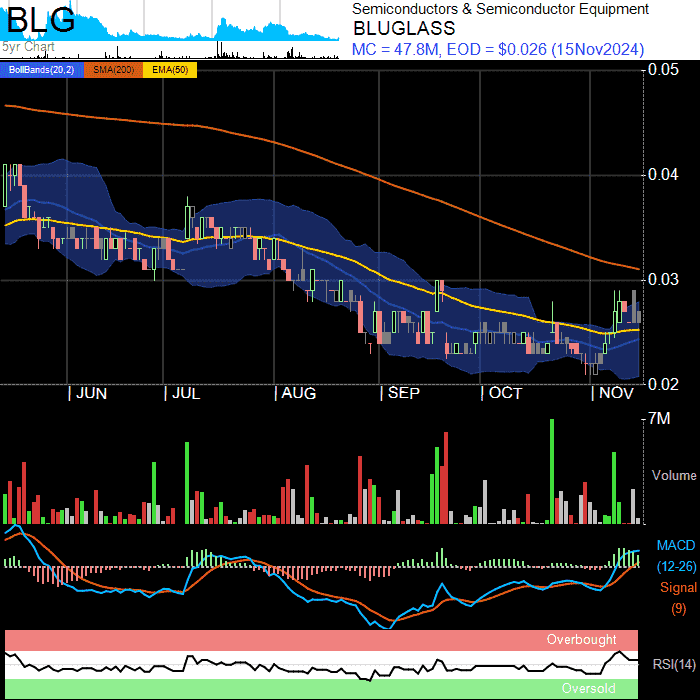 BLG
5yr Chart
Semiconductors & Semiconductor Equipment
BLUGLASS
MC = 47.8M, EOD = $0.026 (15Nov2024)
BollBands(20,2) SMA(200) EMA(50)
0.05
0.04
0.03
0.02
JUN JUL AUG SEP OCT NOV
7M
Volume
MACD
(12-26)
Signal
(9)
Overbought
RSI(14)
Oversold